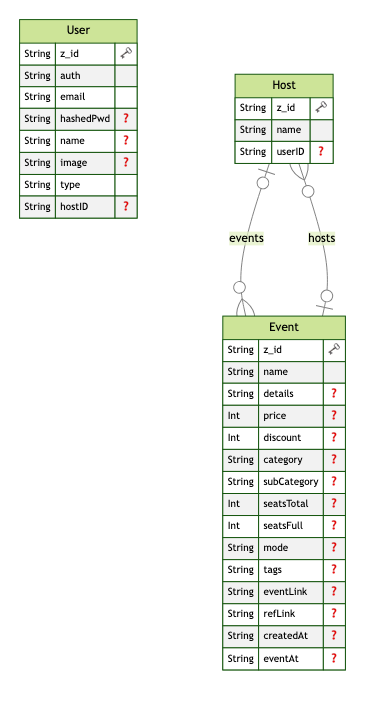 User
String z_id
String auth
String email
String hashedPwd ?
String name ?
String image ?
String type
String hostID ?
Host
String z_id
String name
String userID ?
events hosts
Event
String z_id
String name
String details ?
Int price ?
Int discount ?
String category ?
String subCategory ?
Int seatsTotal ?
Int seatsFull ?
String mode ?
String tags ?
String eventLink ?
String refLink ?
String createdAt ?
String eventAt ?